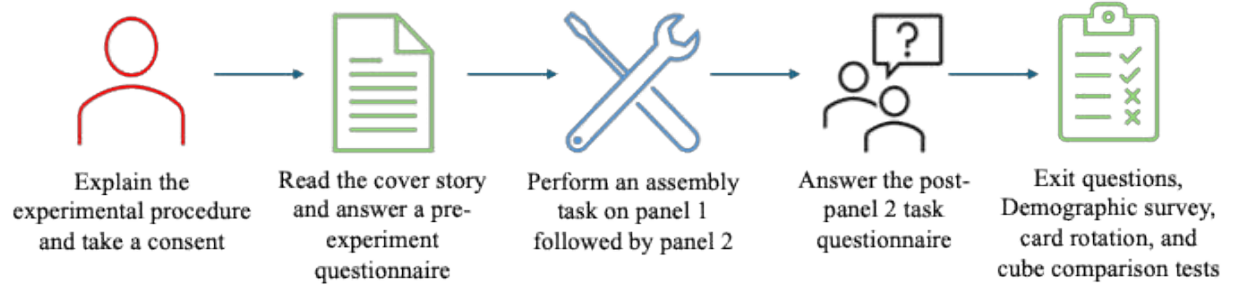 ?
Explain the
experimental procedure
and take a consent
Read the cover story
and answer a pre-
experiment
questionnaire
Perform an assembly
task on panel 1
followed by panel 2
Answer the post-
panel 2 task
questionnaire
Exit questions,
Demographic survey,
card rotation, and
cube comparison tests